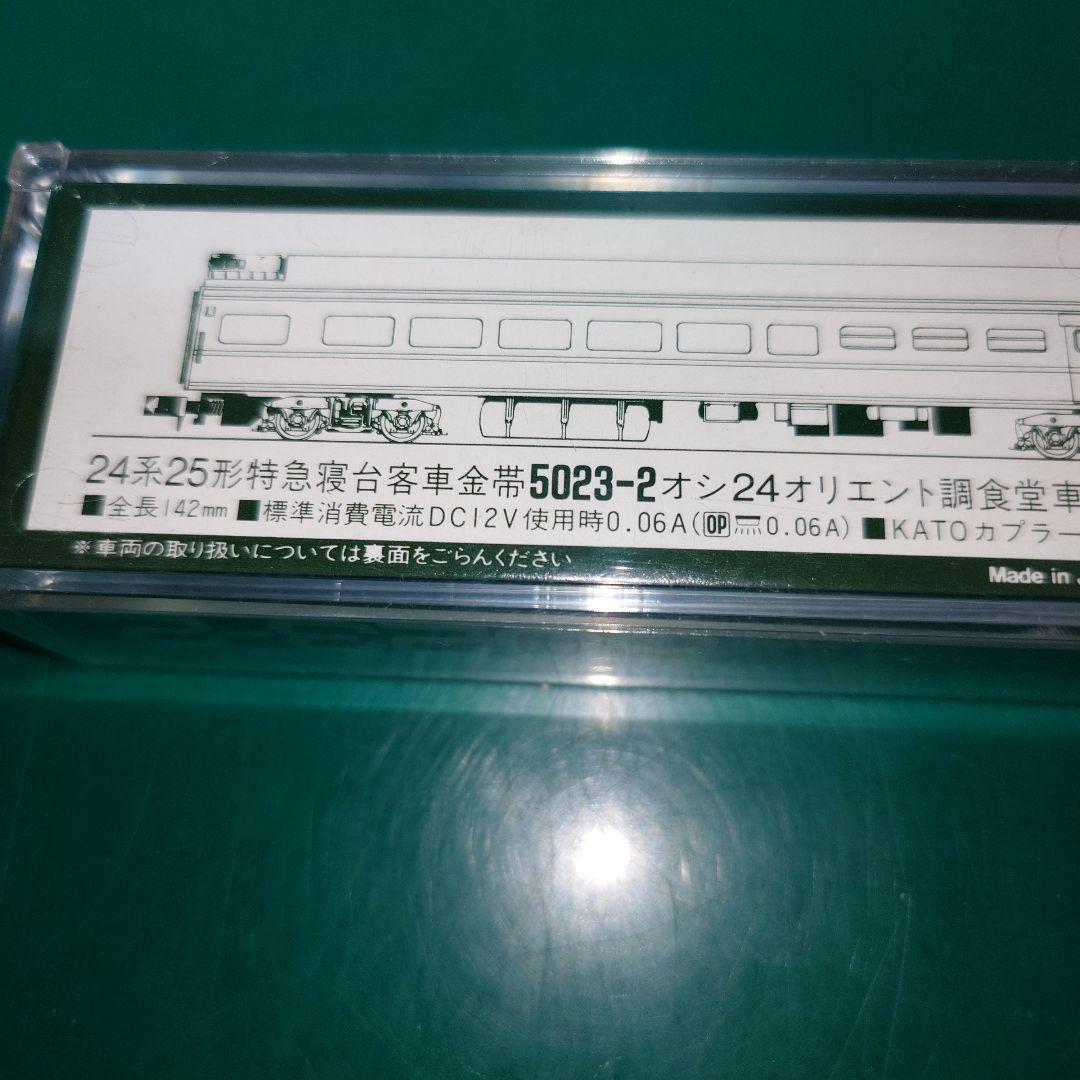 24系25形特急寝台客車金帯5023-2オシ24オリエント調食堂車
■全長142mm ■標準消費電流DC12V使用時0.06A(OP 0.06A) ■KATOカプラー
※車両の取り扱いについては裏面をごらんください
Made in